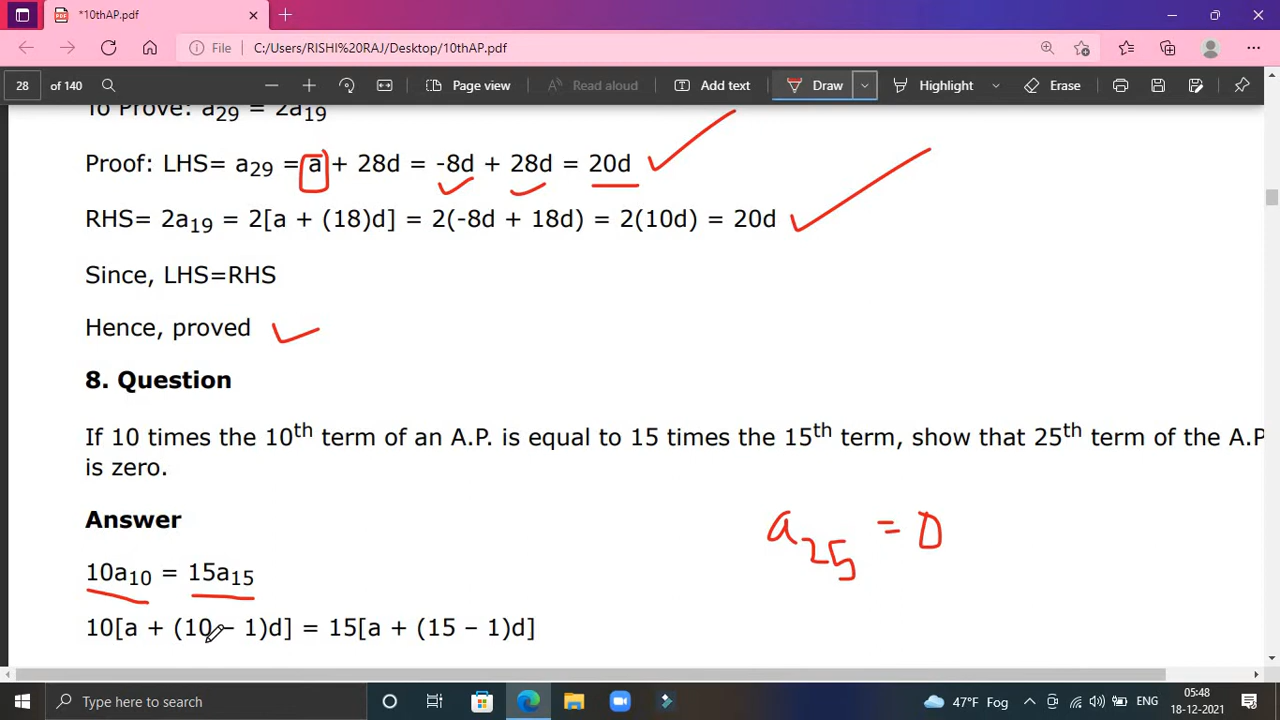 *10thAP.pdf
File C:/Users/RISHI%20RAJ/Desktop/10thAP.pdf
28 of 140 Page view Read aloud Add text Draw Highlight Erase
To Prove: a29 = 2a19
Proof: LHS= a29 = a + 28d = -8d + 28d = 20d
RHS= 2a19 = 2[a + (18)d] = 2(-8d + 18d) = 2(10d) = 20d
Since, LHS=RHS
Hence, proved
8. Question
If 10 times the 10th term of an A.P. is equal to 15 times the 15th term, show that 25th term of the A.P
is zero.
Answer
a25 = 0
10a10 = 15a15
10[a + (10 – 1)d] = 15[a + (15 – 1)d]
Type here to search 47°F Fog ENG 05:48
18-12-2021